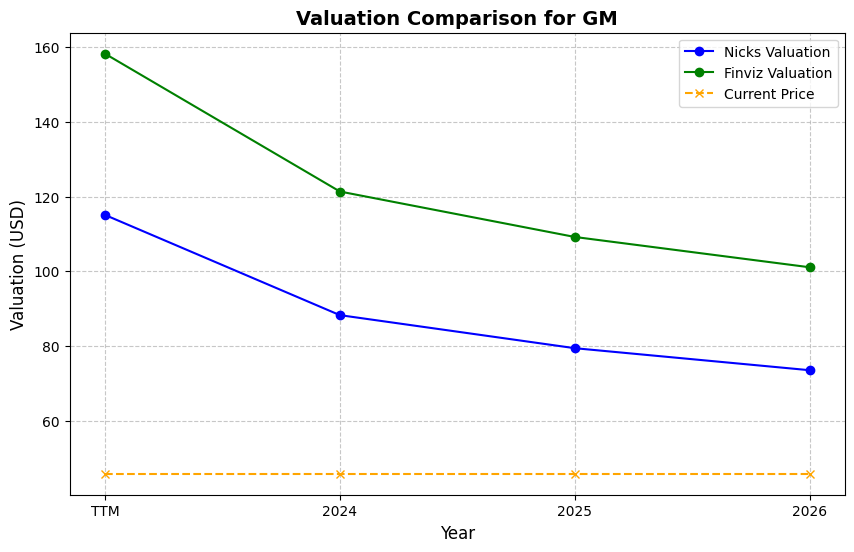 Valuation Comparison for GM
Nicks Valuation
Finviz Valuation
Current Price
Valuation (USD)
160
140
120
100
80
60
TTM
2024
2025
2026
Year